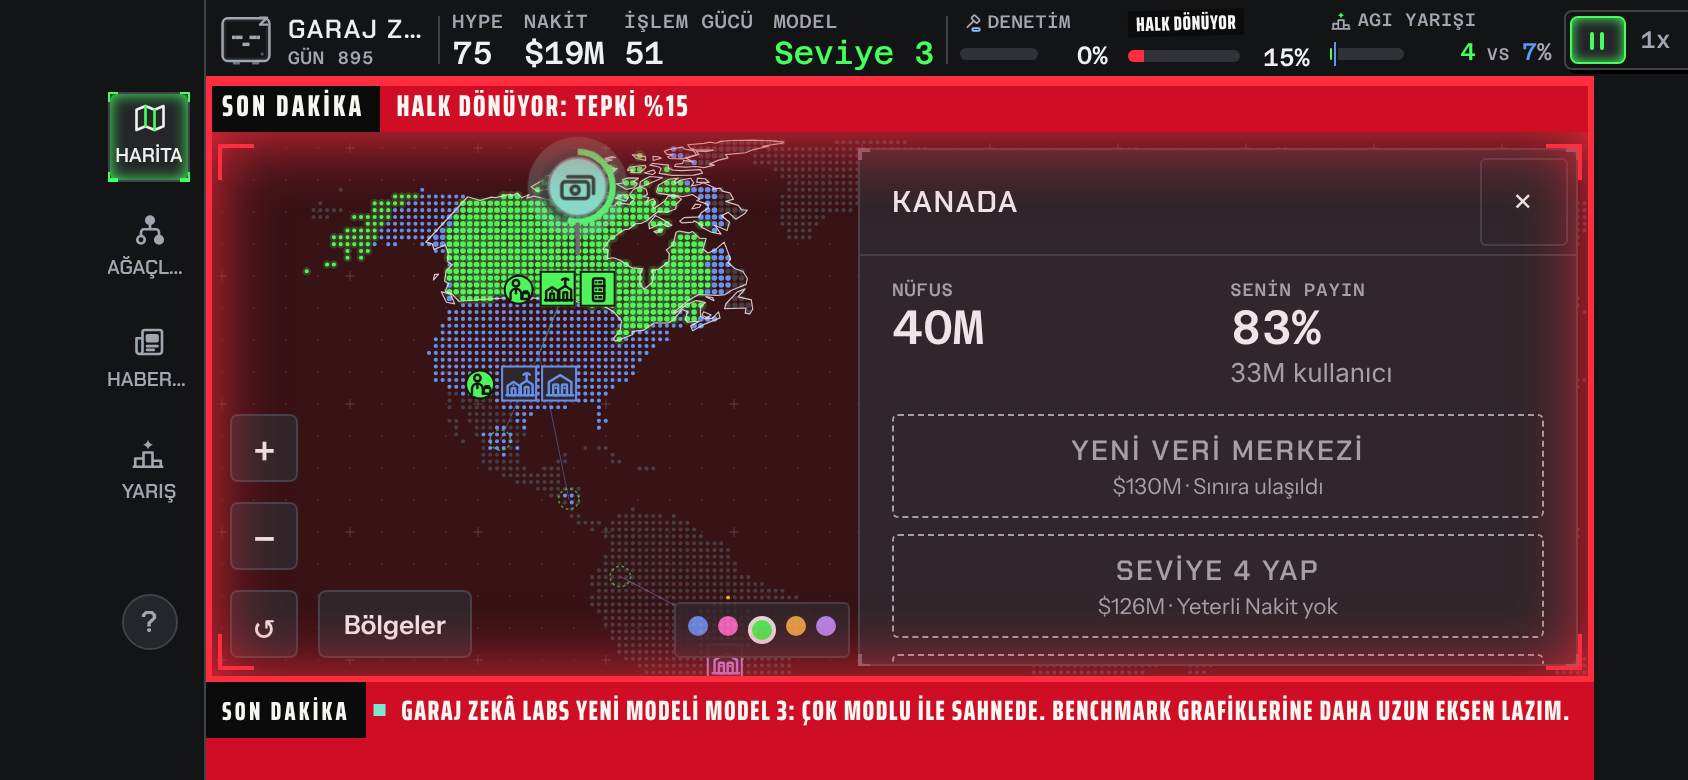 GARAJ Z...
GÜN 895
HYPE
75
NAKİT
$19M
İŞLEM GÜCÜ
51
MODEL
Seviye 3
DENETİM
0%
HALK DÖNÜYOR
15%
AGI YARIŞI
4 VS 7%
1x
SON DAKİKA
HALK DÖNÜYOR: TEPKİ %15
HARİTA
AĞAÇL...
HABER...
YARIŞ
?
+
−
↺
Bölgeler
KANADA
×
NÜFUS
40M
SENİN PAYIN
83%
33M kullanıcı
YENİ VERİ MERKEZİ
$130M · Sınıra ulaşıldı
SEVİYE 4 YAP
$126M · Yeterli Nakit yok
SON DAKİKA
GARAJ ZEKÂ LABS YENİ MODELİ MODEL 3: ÇOK MODLU İLE SAHNEDE. BENCHMARK GRAFİKLERİNE DAHA UZUN EKSEN LAZIM.